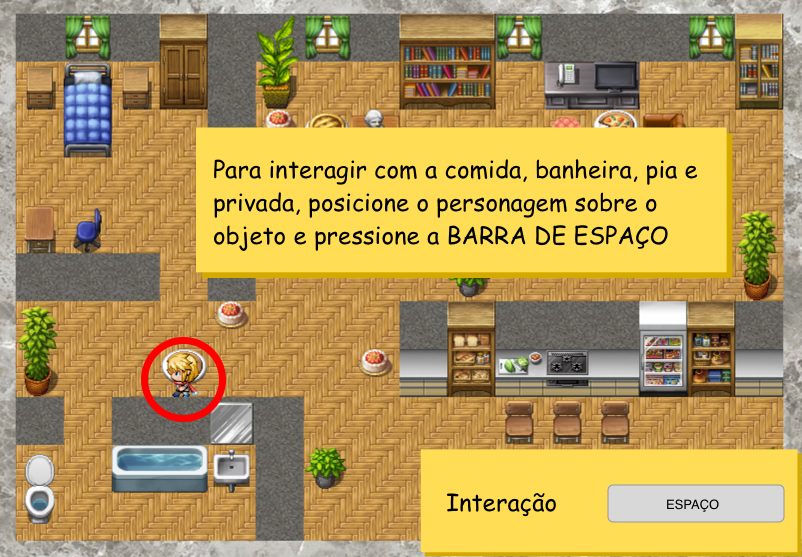 Para interagir com a comida, banheira, pia e
privada, posicione o personagem sobre o
objeto e pressione a BARRA DE ESPAÇO
Interação
ESPAÇO